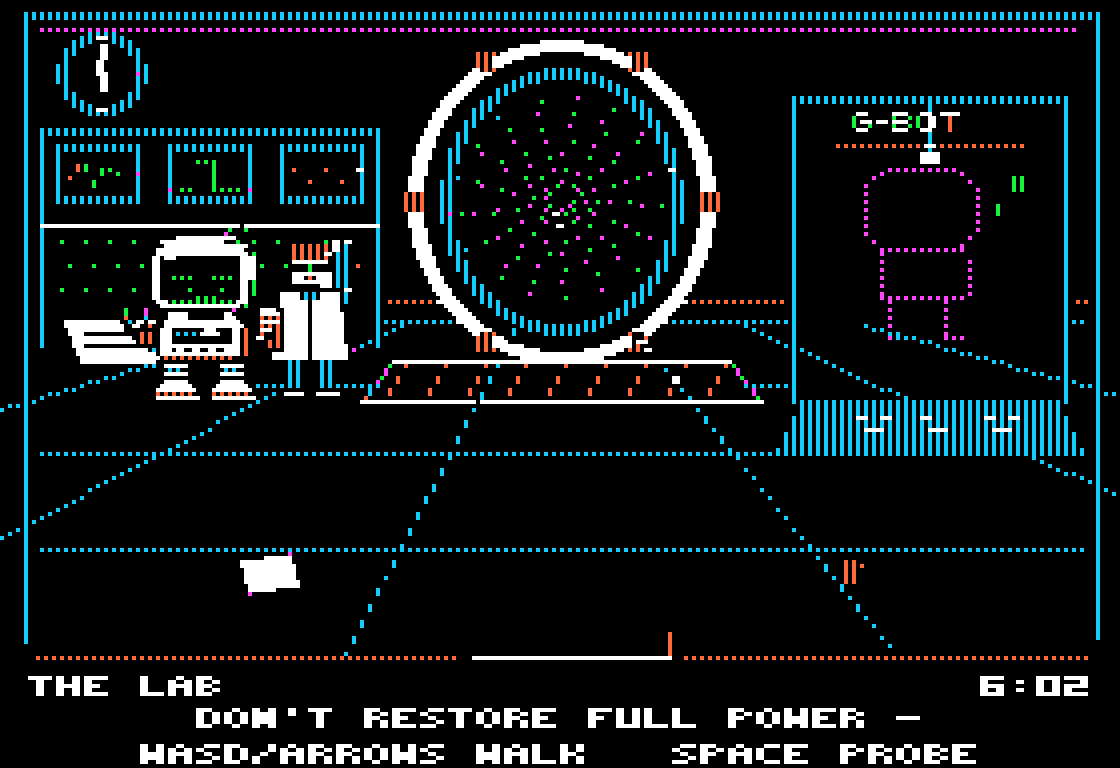 G-BOT
THE LAB 6:02
DON'T RESTORE FULL POWER -
WASD/ARROWS WALK SPACE PROBE